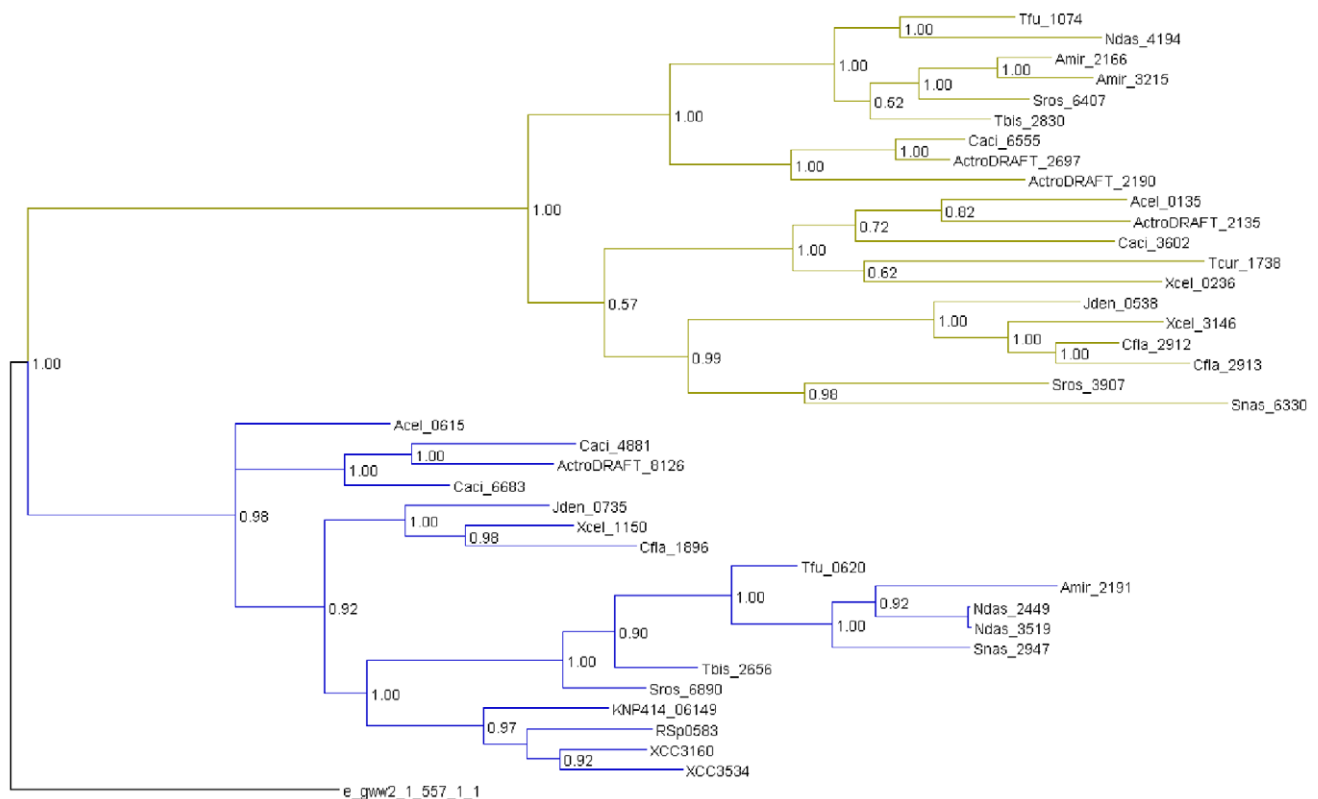 Tfu_1074
1.00
Ndas_4194
Amir_2166
1.00
1.00
Amir_3215
1.00
0.62
Sros_6407
1.00
Tbis_2830
Caci_6555
1.00
ActroDRAFT_2697
1.00
ActroDRAFT_2190
Acel_0135
1.00
0.82
ActroDRAFT_2135
0.72
Caci_3602
1.00
Tcur_1738
0.62
Xcel_0236
0.57
Jden_0538
1.00
Xcel_3146
1.00
Cfla_2912
1.00
0.99
Cfla_2913
1.00
Sros_3907
0.98
Snas_6330
Acel_0615
Caci_4881
1.00
ActroDRAFT_8126
1.00
Caci_6683
0.98
Jden_0735
1.00
Xcel_1150
0.98
Cfla_1896
Tfu_0620
Amir_2191
1.00
0.92
Ndas_2449
0.92
1.00
Ndas_3519
0.90
Snas_2947
1.00
Tbis_2656
1.00
Sros_6890
KNP414_06149
0.97
RSp0583
XCC3160
0.92
XCC3534
e_gww2_1_557_1_1